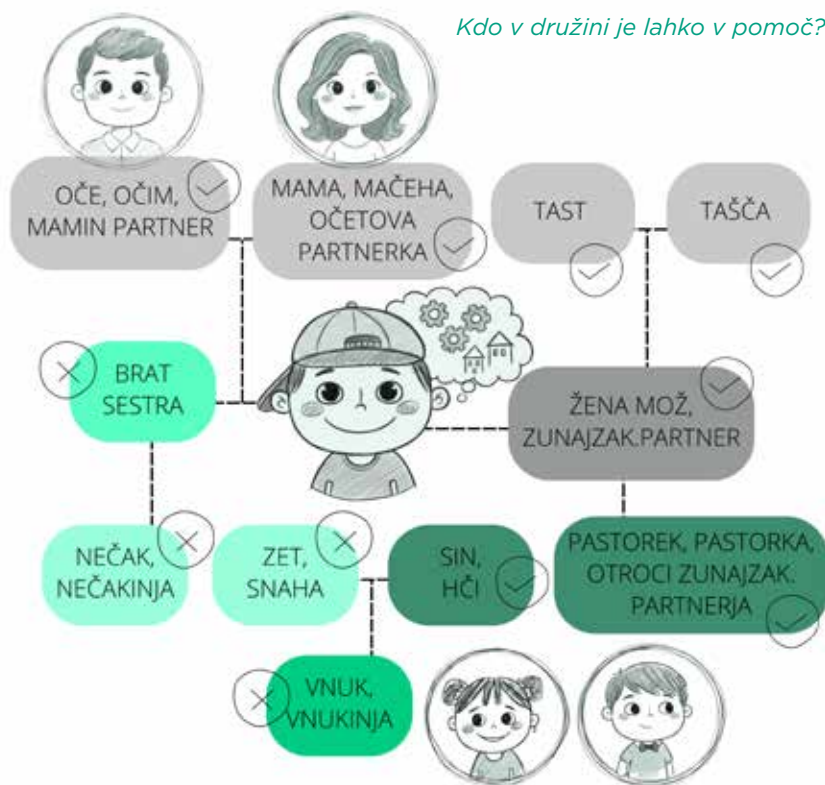 Kdo v družini je lahko v pomoč?
OČE, OČIM,
MAMIN PARTNER
MAMA, MAČEHA,
OČETOVA
PARTNERKA
TAST
TAŠČA
BRAT
SESTRA
ŽENA MOŽ,
ZUNAJZAK.PARTNER
NEČAK,
NEČAKINJA
ZET,
SNAHA
SIN,
HČI
PASTOREK, PASTORKA,
OTROCI ZUNAJZAK.
PARTNERJA
VNUK,
VNUKINJA